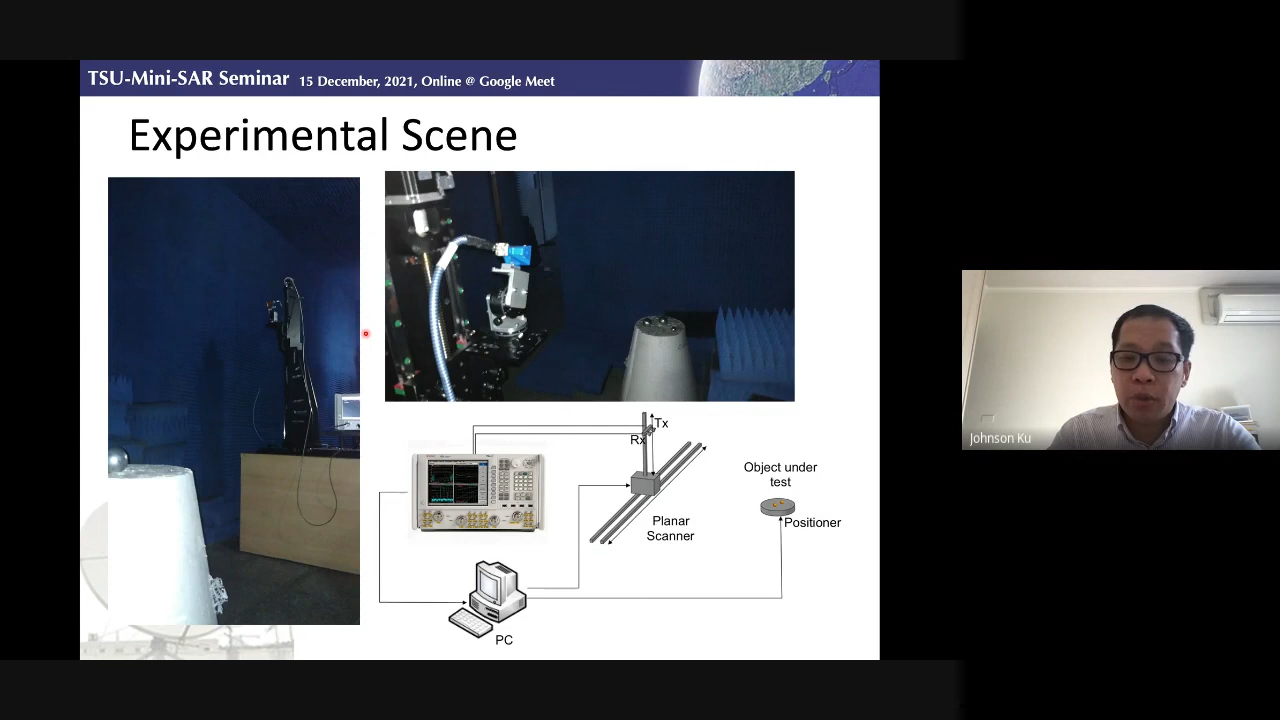 TSU-Mini-SAR Seminar 15 December, 2021, Online @ Google Meet
Experimental Scene
Tx
Rx
Object under
test
Positioner
Planar
Scanner
PC
Johnson Ku